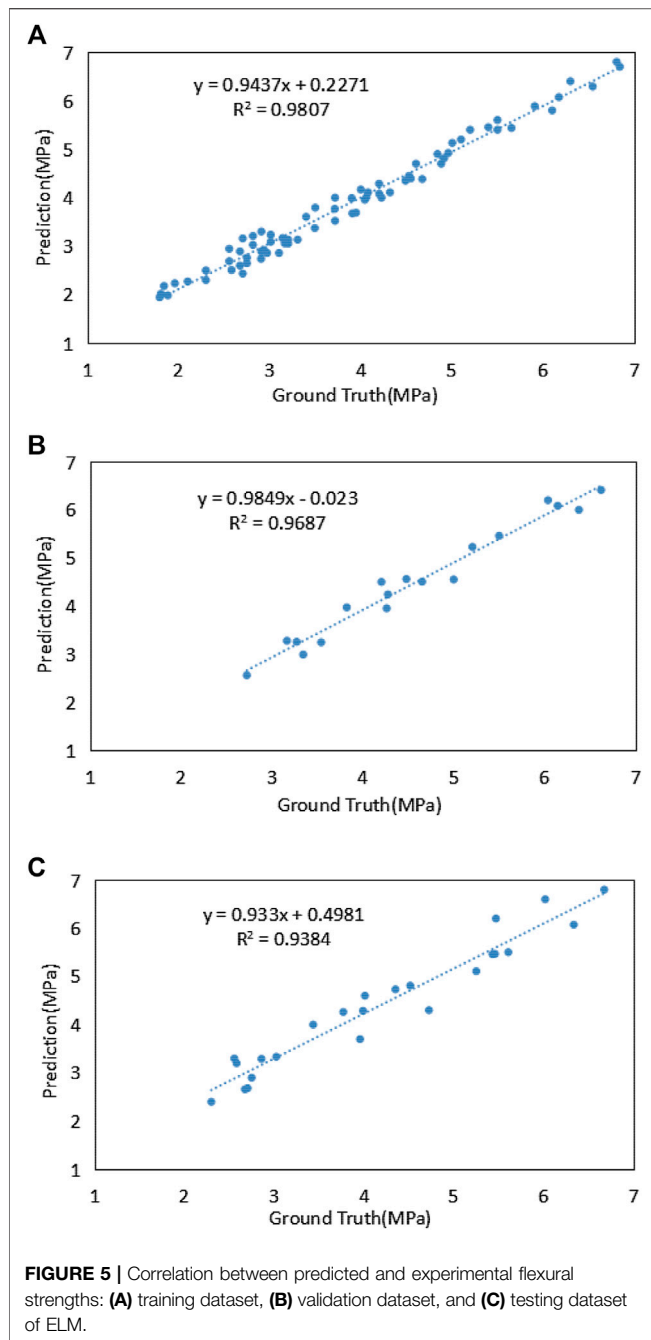 A
y = 0.9437x + 0.2271
R² = 0.9807
Prediction(MPa)
7
6
5
4
3
2
1
1 2 3 4 5 6 7
Ground Truth(MPa)
B
y = 0.9849x - 0.023
R² = 0.9687
Prediction(MPa)
7
6
5
4
3
2
1
1 2 3 4 5 6 7
Ground Truth(MPa)
C
y = 0.933x + 0.4981
R² = 0.9384
Prediction(MPa)
7
6
5
4
3
2
1
1 2 3 4 5 6 7
Ground Truth(MPa)
FIGURE 5 | Correlation between predicted and experimental flexural
strengths: (A) training dataset, (B) validation dataset, and (C) testing dataset
of ELM.